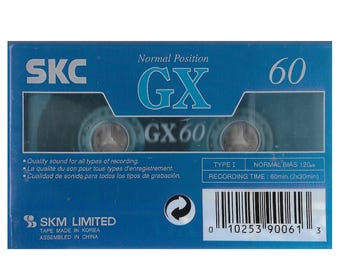 Normal Position
SKC GX 60
GX 60
• Quality sound for all types of recording.
• La qualité du son pour tous types d'enregistrement.
• Cualidad de sonido para todos los tipos de grabación.
TYPE I NORMAL BIAS 120μs
RECORDING TIME : 60min.(2x30min)
SKM LIMITED
TAPE MADE IN KOREA
ASSEMBLED IN CHINA
0 10253 90061 3